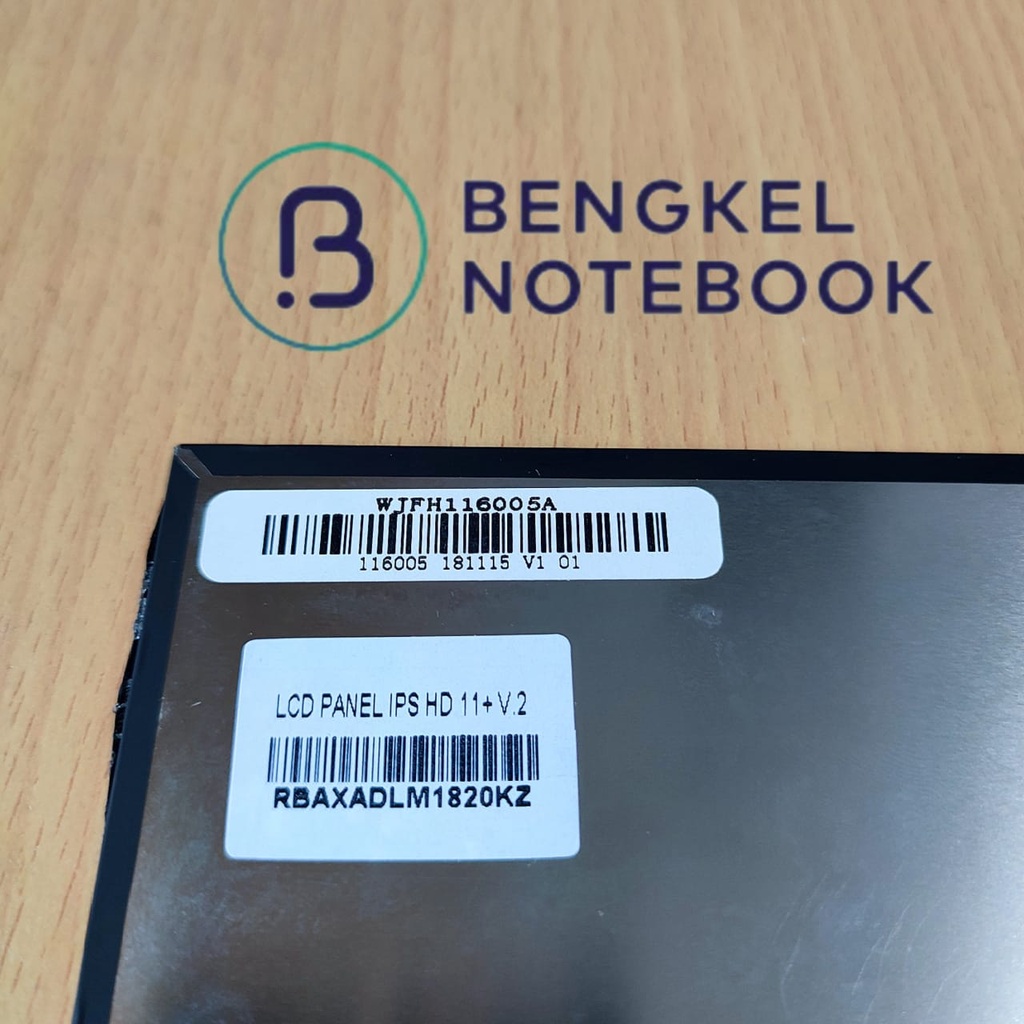 BENGKEL
NOTEBOOK
WJFH116005A
116005 181115 V1 01
LCD PANEL IPS HD 11+ V.2
RBAXADLM1820KZ